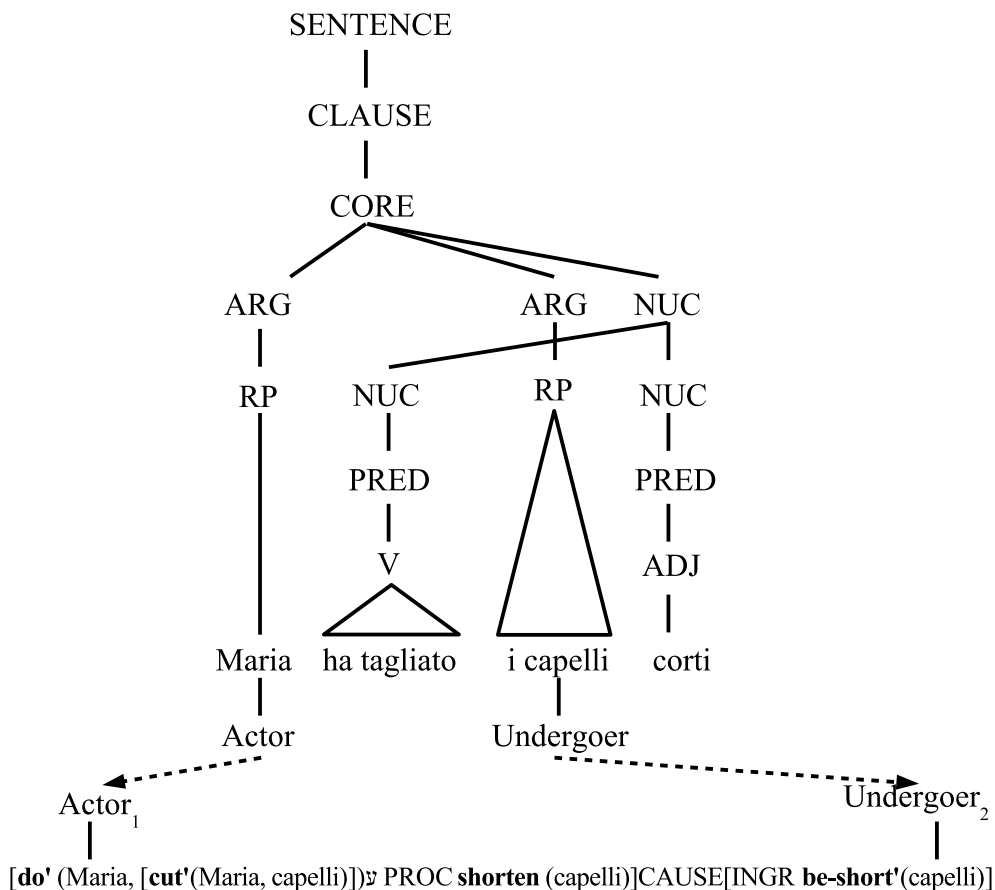 SENTENCE
CLAUSE
CORE
ARG ARG NUC
RP NUC RP NUC
PRED PRED
V ADJ
Maria ha tagliato i capelli corti
Actor Undergoer
Actor₁ Undergoer₂
[do' (Maria, [cut'(Maria, capelli)])ע PROC shorten (capelli)]CAUSE[INGR be-short'(capelli)]